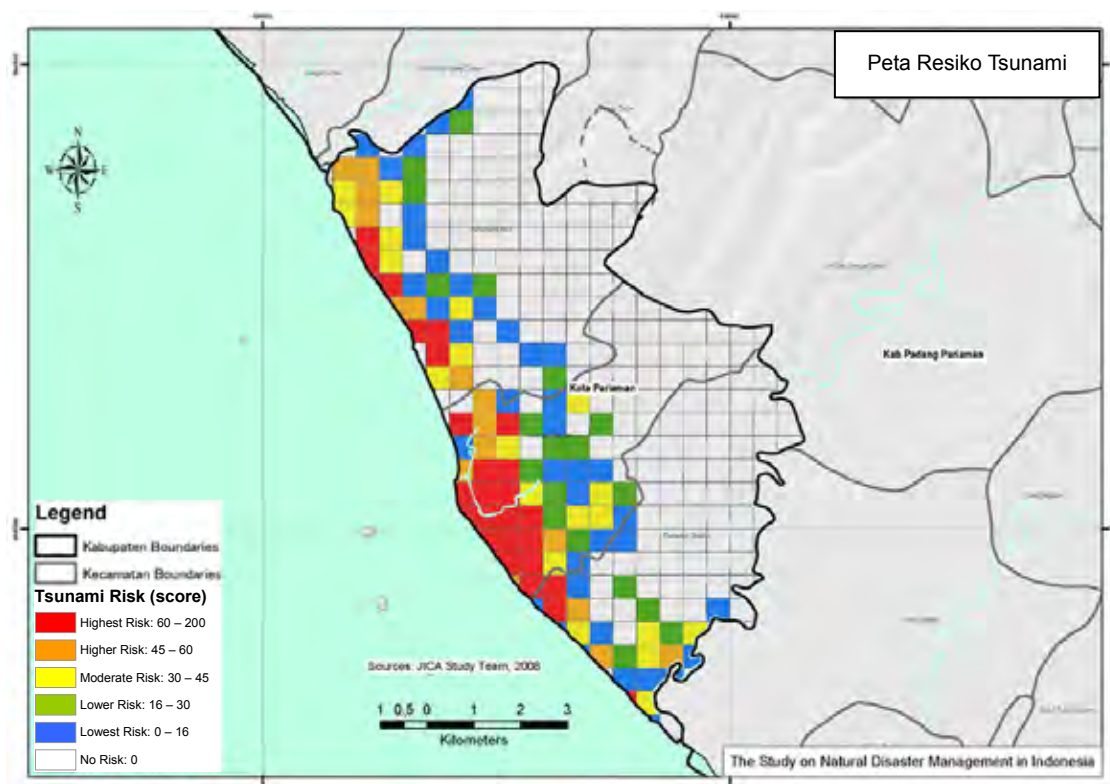 Peta Resiko Tsunami
N
W E
S
Kab Padang Pariaman
Kota Pariaman
Legend
Kabupaten Boundaries
Kecamatan Boundaries
Tsunami Risk (score)
Highest Risk: 60 – 200
Higher Risk: 45 – 60
Moderate Risk: 30 – 45
Lower Risk: 16 – 30
Lowest Risk: 0 – 16
No Risk: 0
Sources: JICA Study Team, 2008
1 0.5 0 1 2 3
Kilometers
The Study on Natural Disaster Management in Indonesia